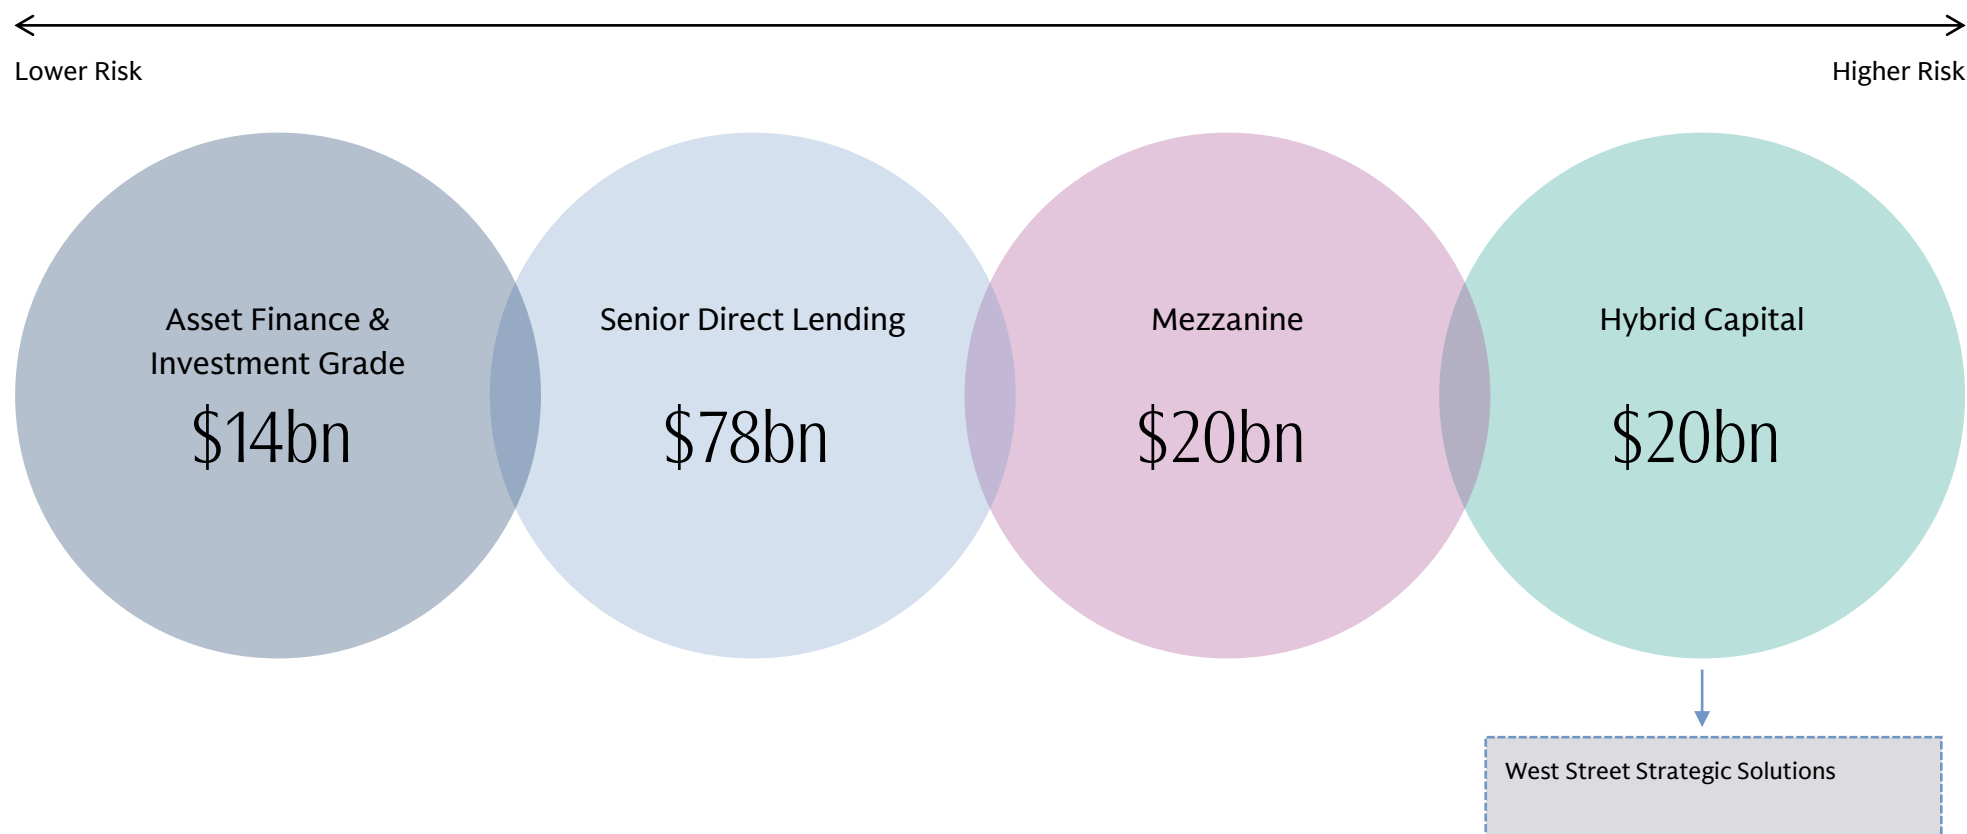 Lower Risk
Higher Risk
Asset Finance &
Investment Grade
$14bn
Senior Direct Lending
$78bn
Mezzanine
$20bn
Hybrid Capital
$20bn
West Street Strategic Solutions